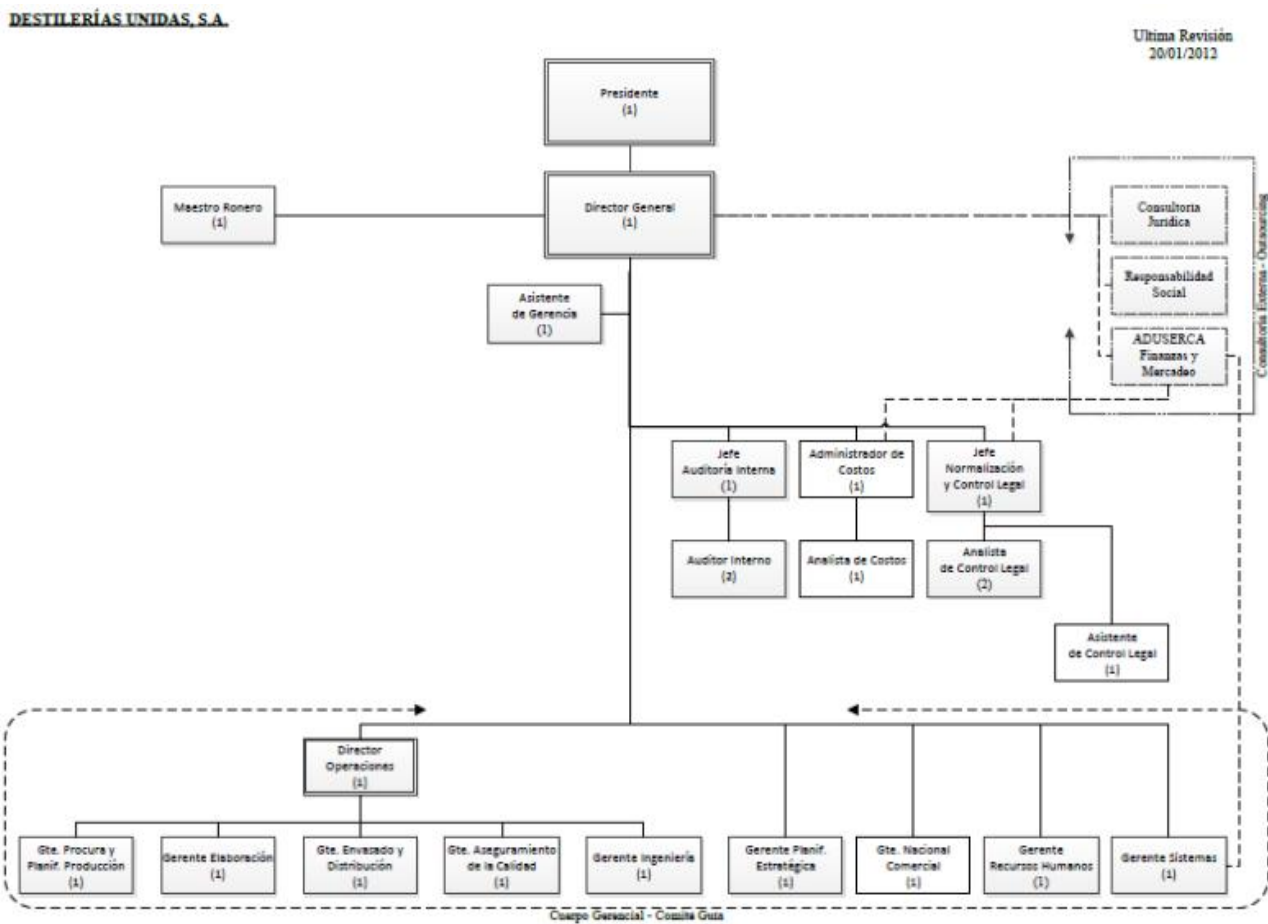 DESTILERÍAS UNIDAS, S.A.
Ultima Revisión
20/01/2012
Presidente
(1)
Maestro Ronero
(1)
Director General
(1)
Consultoria
Juridica
Responsabilidad
Social
ADUSERCA
Finanzas y
Mercadeo
Consultoria Externa - Outsourcing
Asistente
de Gerencia
(1)
Jefe
Auditoría Interna
(1)
Administrador de
Costos
(1)
Jefe
Normalización
y Control Legal
(1)
Auditor Interno
(2)
Analista de Costos
(1)
Analista
de Control Legal
(2)
Asistente
de Control Legal
(1)
Director
Operaciones
(1)
Gte. Procura y
Planif. Producción
(1)
Gerente Elaboración
(1)
Gte. Envasado y
Distribución
(1)
Gte. Aseguramiento
de la Calidad
(1)
Gerente Ingeniería
(1)
Gerente Planif.
Estratégica
(1)
Gte. Nacional
Comercial
(1)
Gerente
Recursos Humanos
(1)
Gerente Sistemas
(1)
Cuerpo Gerencial - Comite Guia